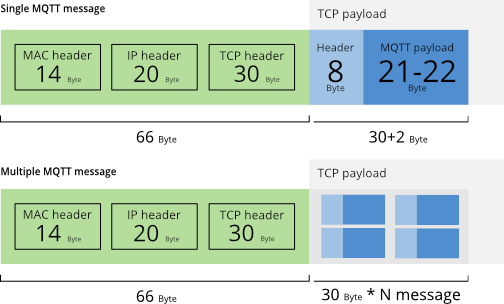 Single MQTT message
TCP payload
MAC header
14 Byte
IP header
20 Byte
TCP header
30 Byte
Header
8
Byte
MQTT payload
21-22
Byte
66 Byte
30+2 Byte
Multiple MQTT message
TCP payload
MAC header
14 Byte
IP header
20 Byte
TCP header
30 Byte
66 Byte
30 Byte * N message